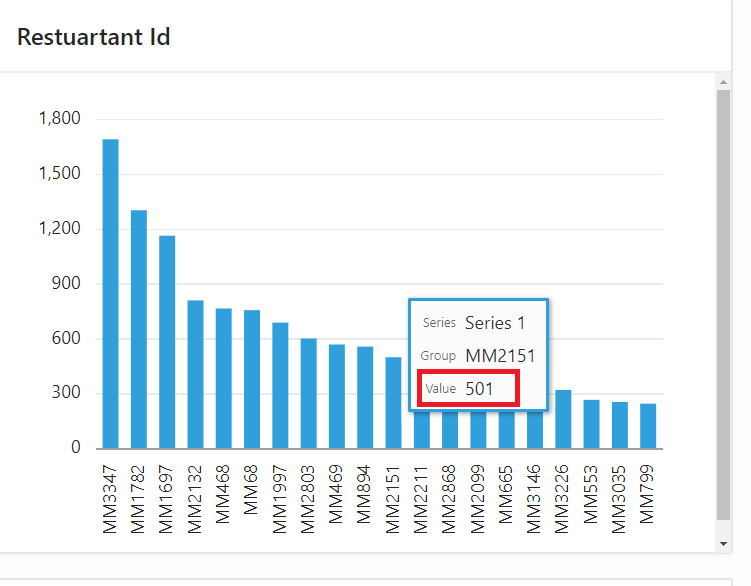 Restuartant Id
1,800
1,500
1,200
900
600
300
0
Series Series 1
Group MM2151
Value 501
MM3347
MM1782
MM1697
MM2132
MM468
MM68
MM1997
MM2803
MM469
MM894
MM2151
MM2211
MM2868
MM2099
MM665
MM3146
MM3226
MM553
MM3035
MM799